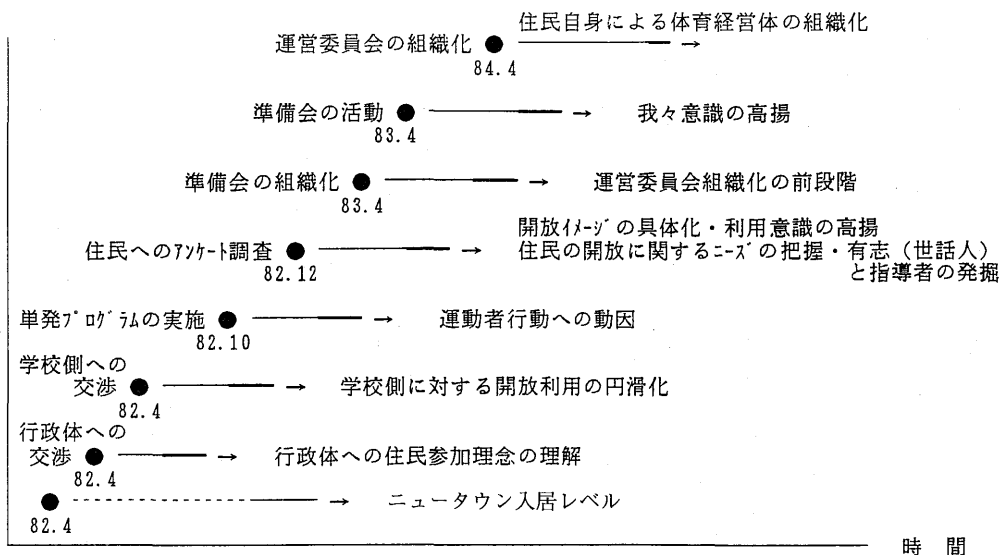 住民自身による体育経営体の組織化
運営委員会の組織化 ● ──── →
84.4
準備会の活動 ● ──── → 我々意識の高揚
83.4
準備会の組織化 ● ──── → 運営委員会組織化の前段階
83.4
開放ｲﾒｰｼﾞの具体化・利用意識の高揚
住民へのｱﾝｹｰﾄ調査 ● ──── → 住民の開放に関するﾆｰｽﾞの把握・有志（世話人）
82.12 と指導者の発掘
単発ﾌﾟﾛｸﾞﾗﾑの実施 ● ──── → 運動者行動への動因
82.10
学校側への
交渉 ● ──── → 学校側に対する開放利用の円滑化
82.4
行政体への
交渉 ● ──── → 行政体への住民参加理念の理解
82.4
● ------── → ニュータウン入居レベル
82.4
時 間